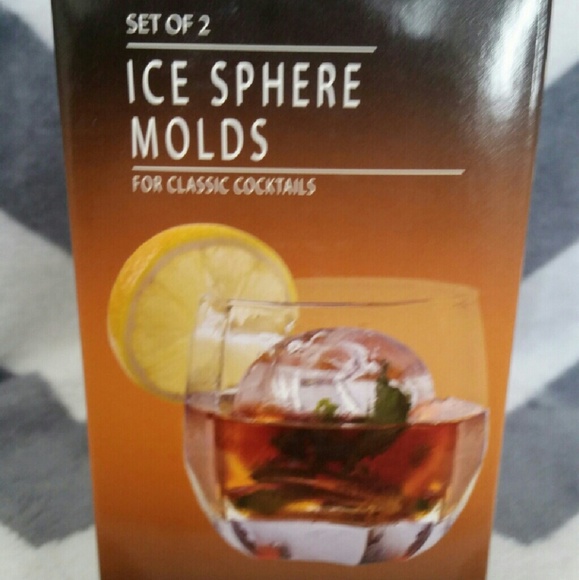 SET OF 2
ICE SPHERE
MOLDS
FOR CLASSIC COCKTAILS